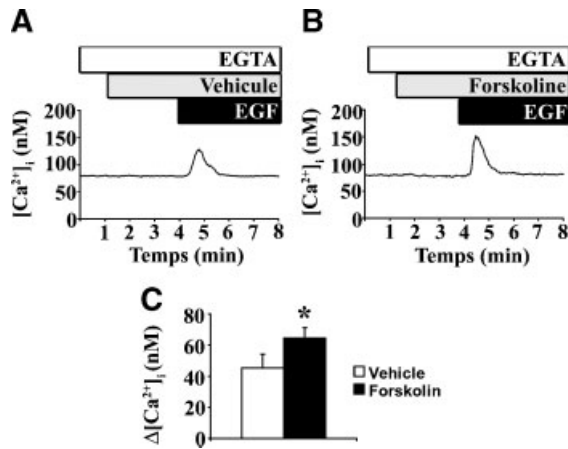 A
EGTA
Vehicule
EGF
[Ca²⁺]ᵢ (nM)
200
150
100
50
0
1 2 3 4 5 6 7 8
Temps (min)
B
EGTA
Forskoline
EGF
[Ca²⁺]ᵢ (nM)
200
150
100
50
0
1 2 3 4 5 6 7 8
Temps (min)
C
Δ[Ca²⁺]ᵢ (nM)
80
60
40
20
0
*
Vehicle
Forskolin